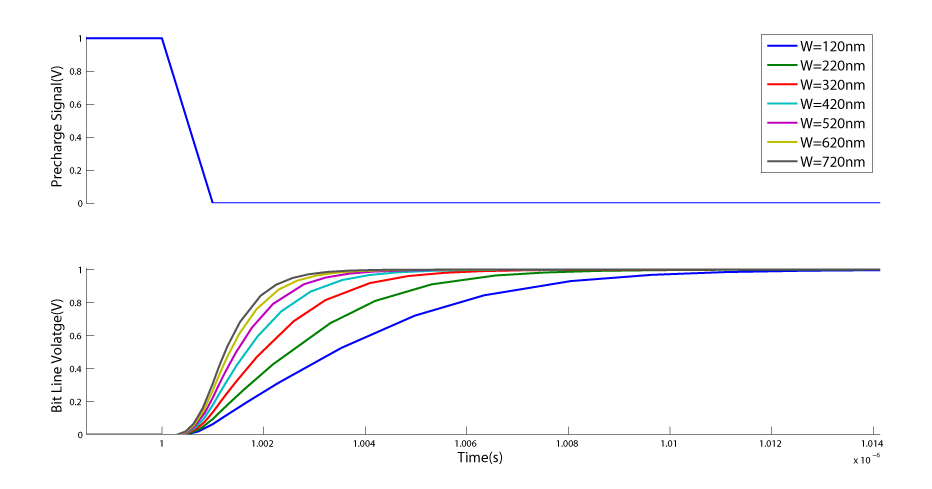 Precharge Signal(V)
1
0.8
0.6
0.4
0.2
0
W=120nm
W=220nm
W=320nm
W=420nm
W=520nm
W=620nm
W=720nm
Bit Line Volatge(V)
1
0.8
0.6
0.4
0.2
0
1
1.002
1.004
1.006
1.008
1.01
1.012
1.014
Time(s)
x 10 -6